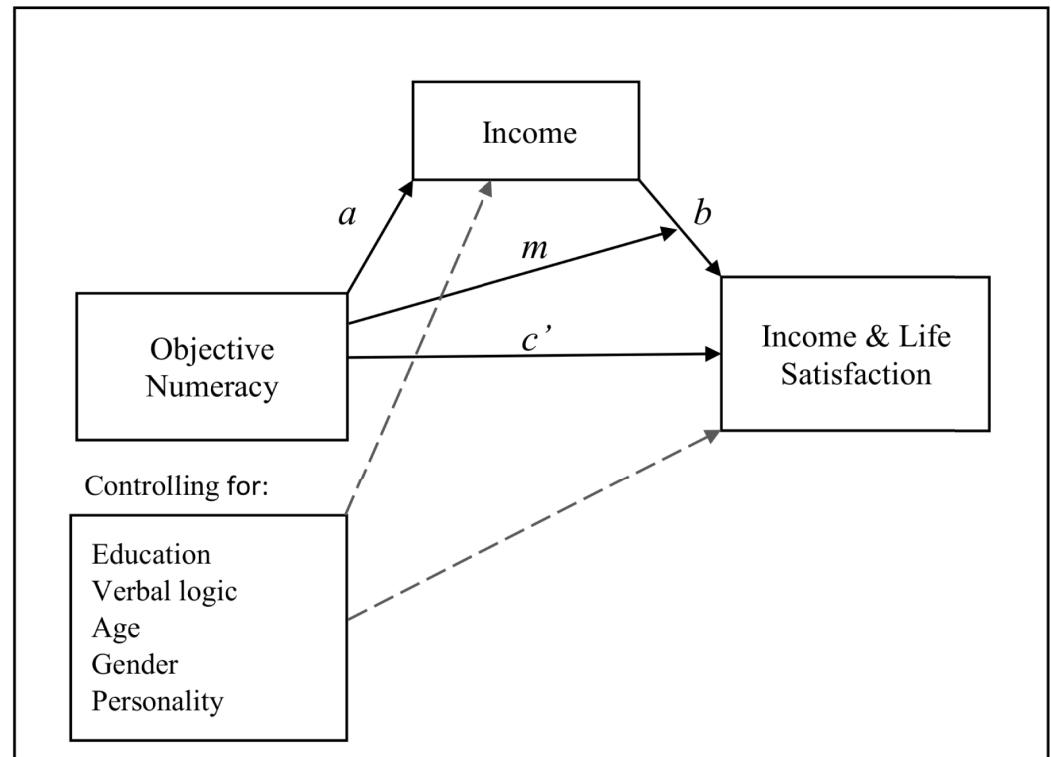 Income
a
b
m
Objective
Numeracy
c’
Income & Life
Satisfaction
Controlling for:
Education
Verbal logic
Age
Gender
Personality